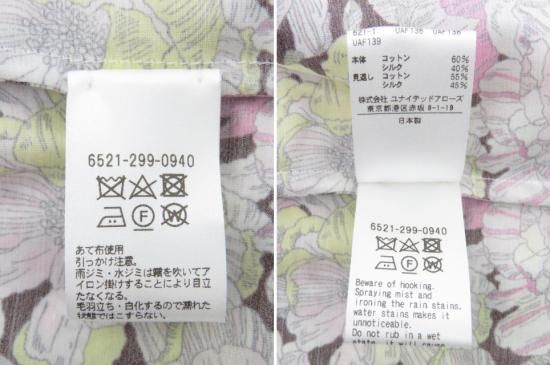 6521-299-0940
F
W
あて布使用
引っかけ注意。
雨ジミ・水ジミは霧を吹いてア
イロン掛けすることにより目立
たなくなる。
毛羽立ち・白化するので濡れた
状態ではこすらない。
UAF139
本体 コットン 60%
シルク 40%
見返し コットン 55%
シルク 45%
株式会社 ユナイテッドアローズ
東京都港区赤坂 8-1-19
日本製
6521-299-0940
F
W
Beware of hooking.
Spraying mist and
ironing the rain stains,
water stains makes it
unnoticeable.
Do not rub in a wet
state, it will cause